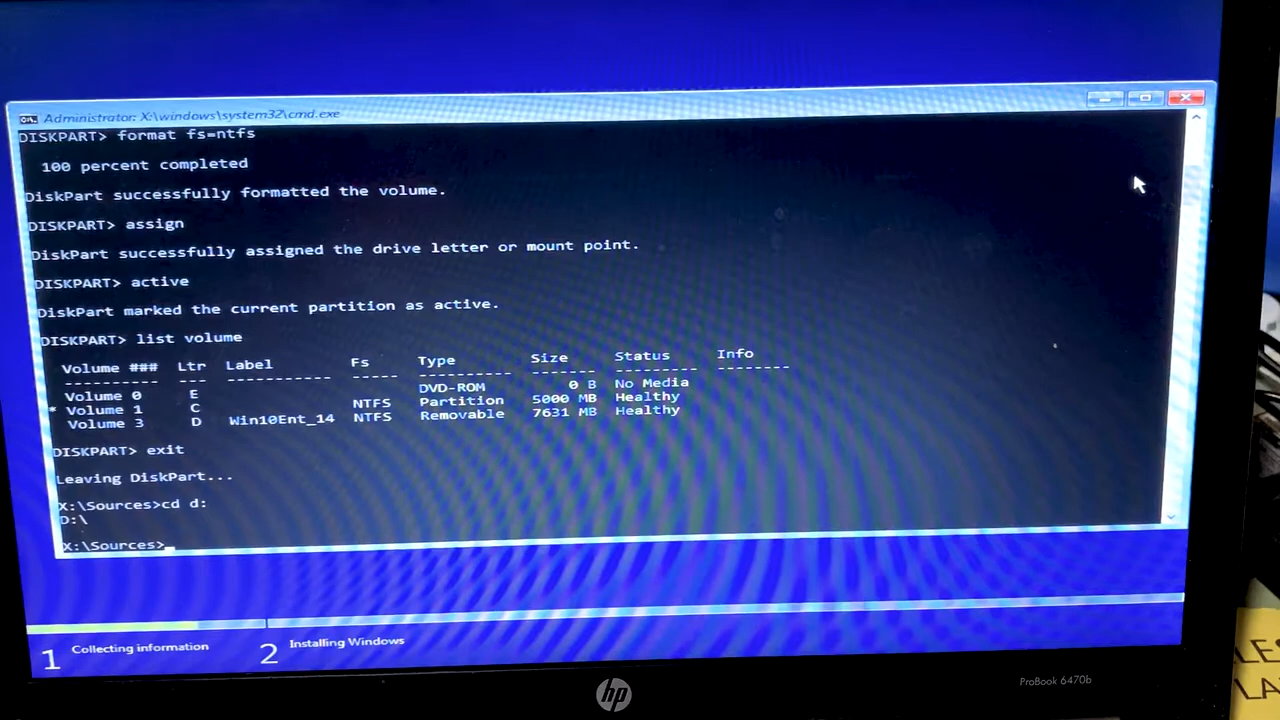 Administrator: X:\windows\system32\cmd.exe
DISKPART> format fs=ntfs
100 percent completed
DiskPart successfully formatted the volume.
DISKPART> assign
DiskPart successfully assigned the drive letter or mount point.
DISKPART> active
DiskPart marked the current partition as active.
DISKPART> list volume
Volume ### Ltr Label Fs Type Size Status Info
---------- --- ----------- ----- ---------- ------- --------- --------
Volume 0 E DVD-ROM 0 B No Media
* Volume 1 C NTFS Partition 5000 MB Healthy
Volume 3 D Win10Ent_14 NTFS Removable 7631 MB Healthy
DISKPART> exit
Leaving DiskPart...
X:\Sources>cd d:
D:\
X:\Sources>_
1 Collecting information 2 Installing Windows
hp
ProBook 6470b